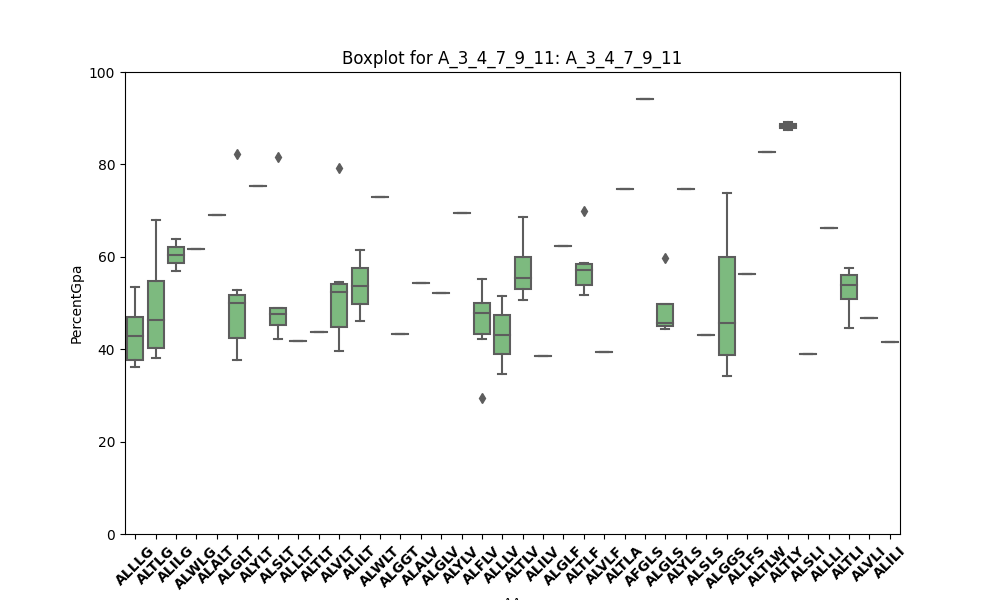 Boxplot for A_3_4_7_9_11: A_3_4_7_9_11
PercentGpa
100
80
60
40
20
0
ALLLG
ALTLG
ALILG
ALWLG
ALALT
ALGLT
ALYLT
ALSLT
ALLLT
ALTLT
ALVLT
ALILT
ALWLT
ALGGT
ALALV
ALGLV
ALYLV
ALFLV
ALLLV
ALTLV
ALILV
ALGLF
ALTLF
ALVLF
ALTLA
AFGLS
ALGLS
ALYLS
ALSLS
ALGGS
ALLFS
ALTLW
ALTLY
ALSLI
ALLLI
ALTLI
ALVLI
ALILI